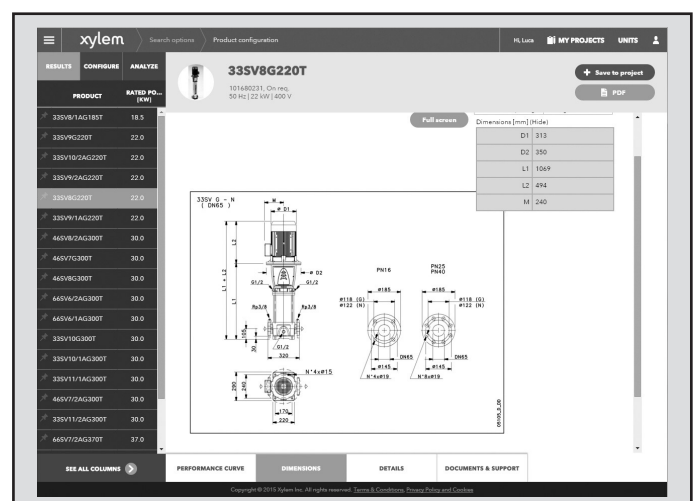 xylem
Search options
Product configuration
Hi, Luca
MY PROJECTS
UNITS
RESULTS
CONFIGURE
ANALYZE
33SV8G220T
101680231, On req.
50 Hz | 22 kW | 400 V
Save to project
PDF
PRODUCT
RATED PO...
[KW]
33SV8/1AG185T 18.5
33SV9G220T 22.0
33SV10/2AG220T 22.0
33SV9/2AG220T 22.0
33SV8G220T 22.0
33SV9/1AG220T 22.0
46SV8/2AG300T 30.0
46SV7G300T 30.0
46SV8G300T 30.0
66SV6/2AG300T 30.0
66SV6/1AG300T 30.0
33SV10G300T 30.0
33SV10/1AG300T 30.0
33SV11/1AG300T 30.0
46SV7/2AG300T 30.0
33SV11/2AG300T 30.0
66SV7/2AG370T 37.0
SEE ALL COLUMNS
Full screen
Dimensions [mm] (Hide)
D1 313
D2 350
L1 1069
L2 494
M 240
33SV G - N
( DN65 )
M
ø D1
L2
L1 + L2
L1
ø D2
G1/2
G1/2
Rp3/8
Rp3/8
105
30
G1/2
320
N°4xø15
290
240
170
220
PN16
ø185
ø118 (G)
ø122 (N)
DN65
ø145
N°4xø19
PN25
PN40
ø185
ø118 (G)
ø122 (N)
DN65
ø145
N°8xø19
PERFORMANCE CURVE
DIMENSIONS
DETAILS
DOCUMENTS & SUPPORT
Copyright © 2015 Xylem Inc. All rights reserved. Terms & Conditions, Privacy Policy and Cookies